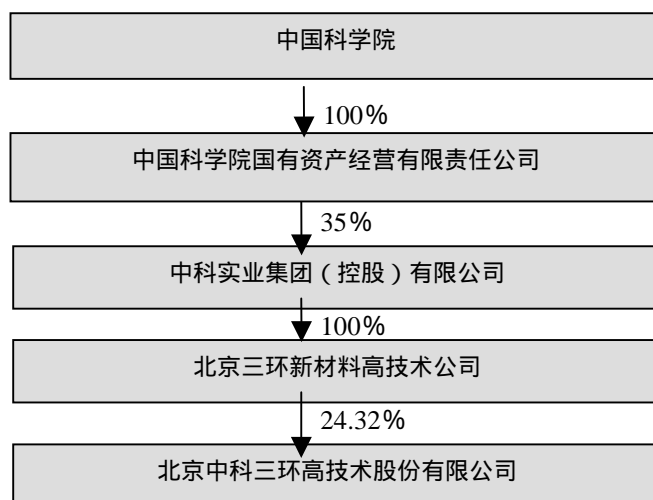 中国科学院
100%
中国科学院国有资产经营有限责任公司
35%
中科实业集团（控股）有限公司
100%
北京三环新材料高技术公司
24.32%
北京中科三环高技术股份有限公司